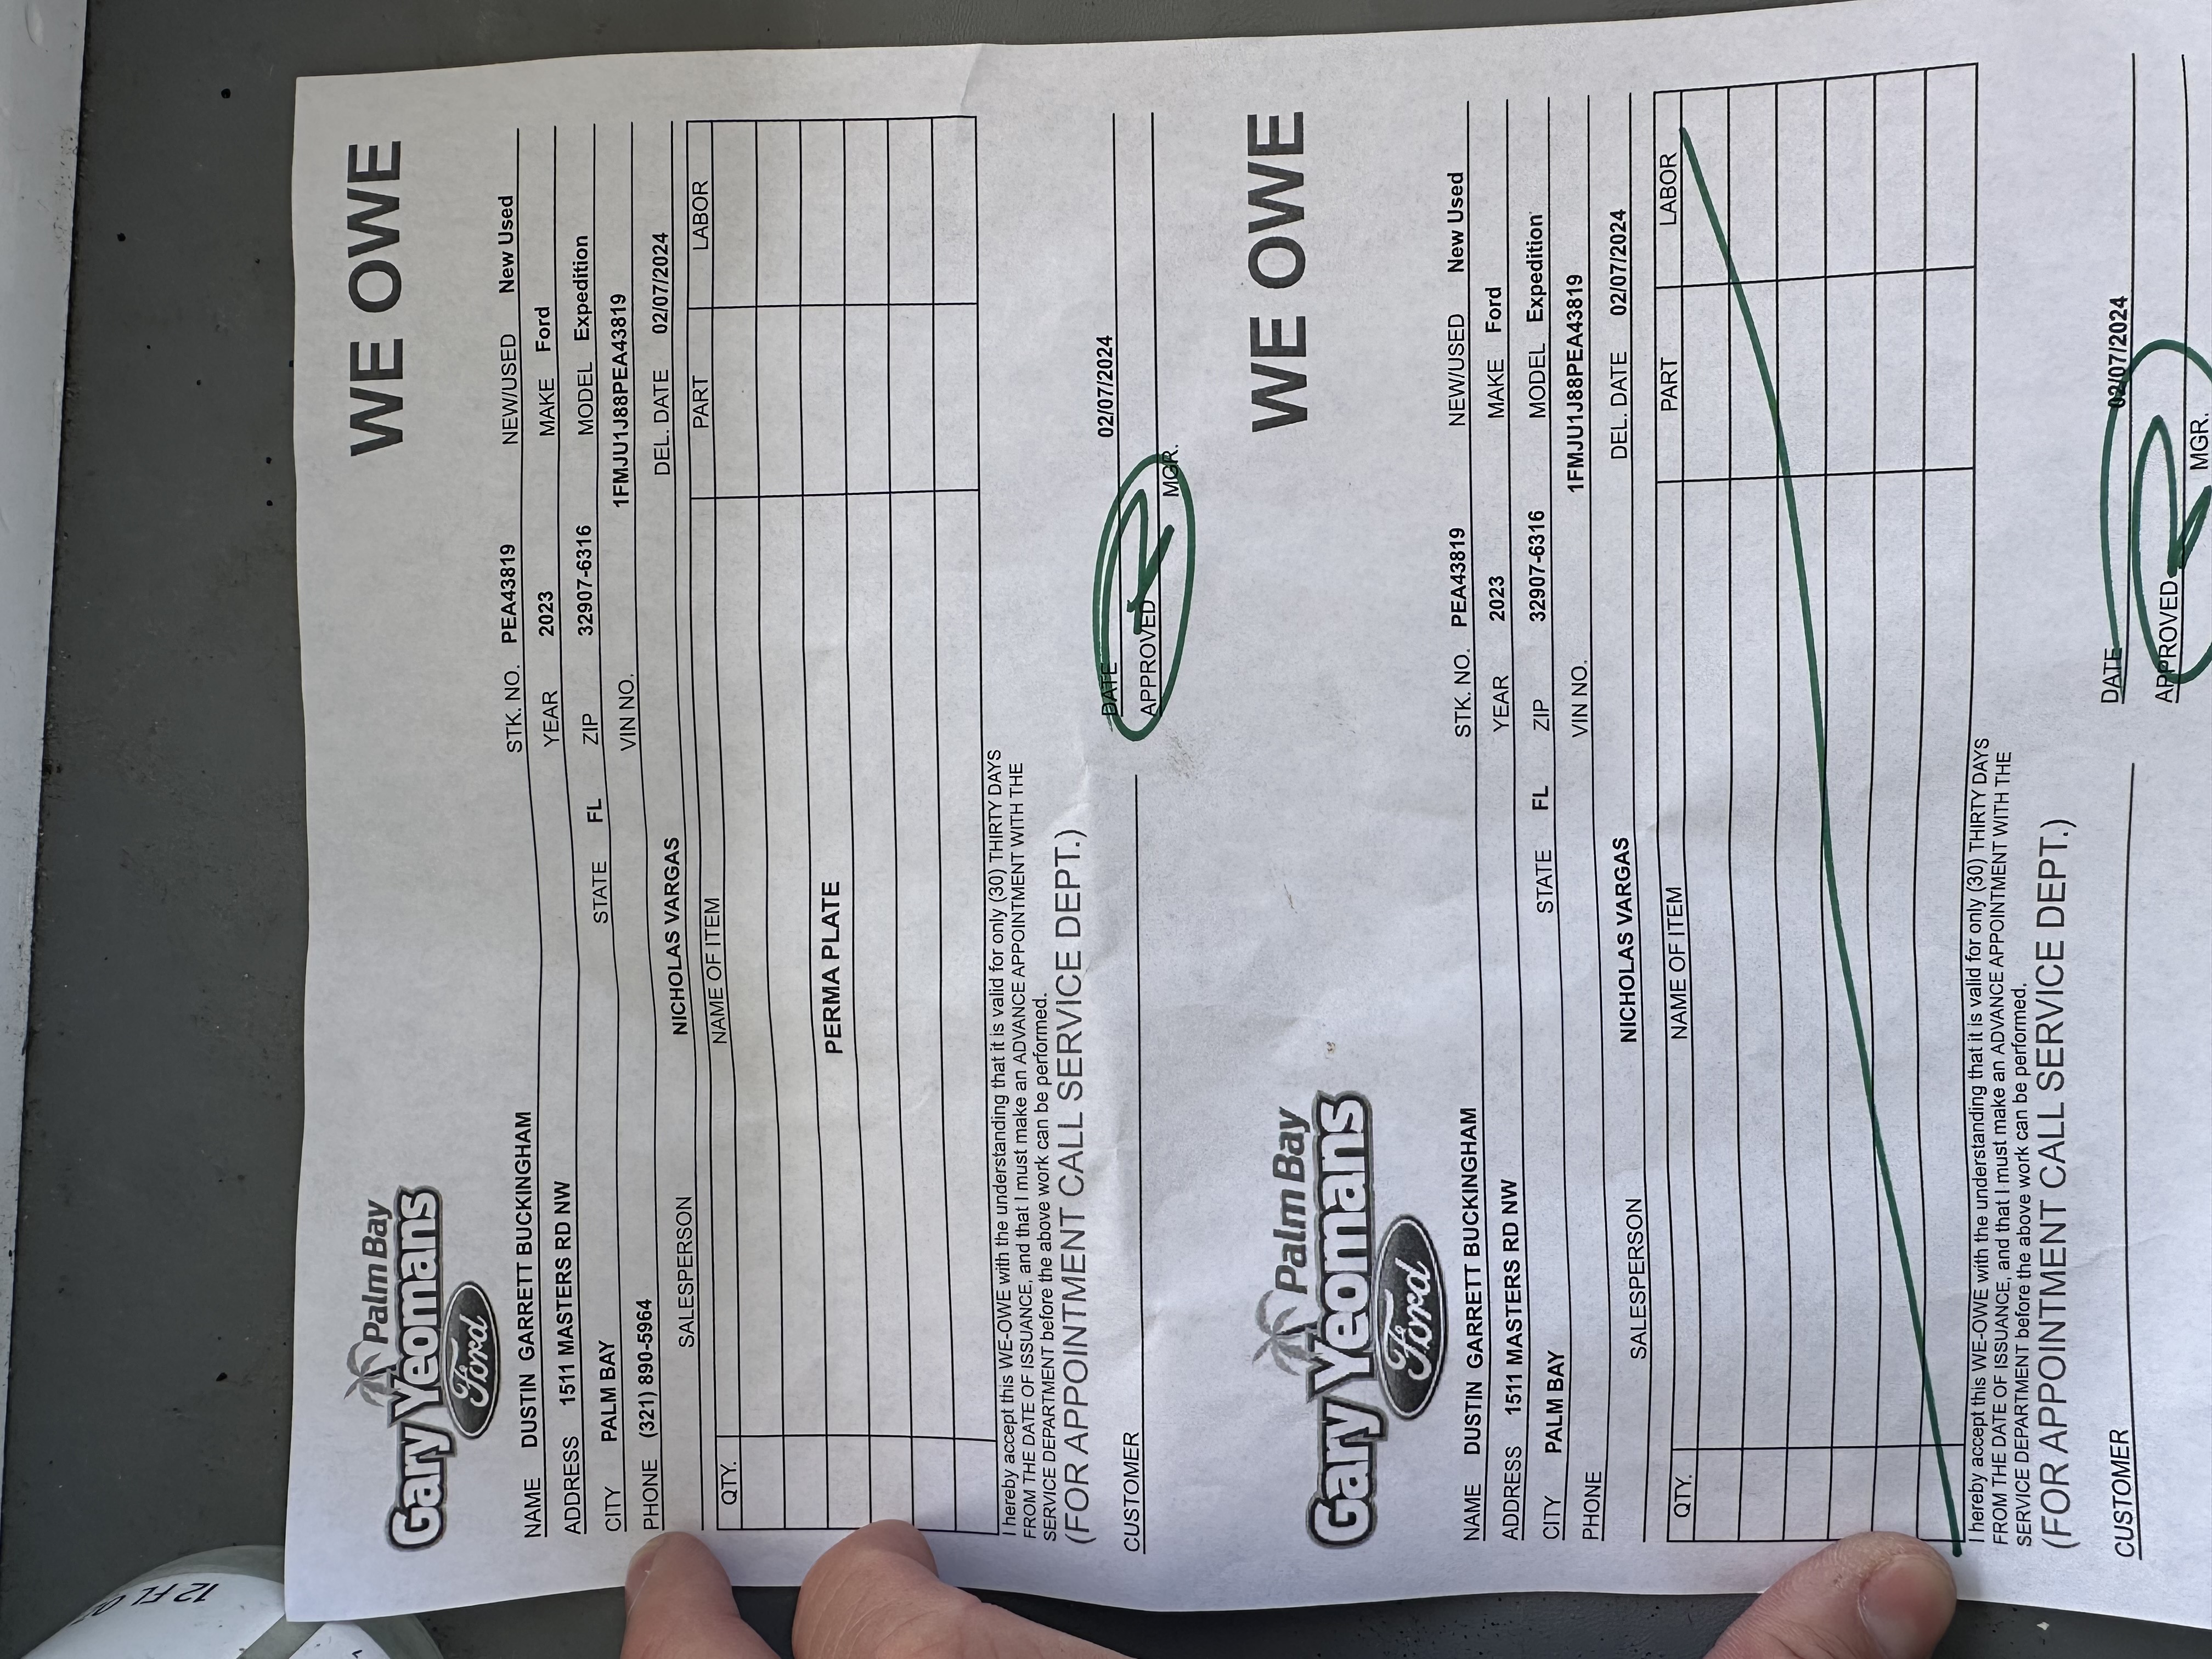 Palm Bay
Gary Yeomans
Ford
WE OWE
NAME DUSTIN GARRETT BUCKINGHAM STK. NO. PEA43819 NEW/USED New Used
ADDRESS 1511 MASTERS RD NW YEAR 2023 MAKE Ford
CITY PALM BAY STATE FL ZIP 32907-6316 MODEL Expedition
PHONE (321) 890-5964 VIN NO. 1FMJU1J88PEA43819
SALESPERSON NICHOLAS VARGAS DEL. DATE 02/07/2024
QTY. NAME OF ITEM PART LABOR
PERMA PLATE
I hereby accept this WE-OWE with the understanding that it is valid for only (30) THIRTY DAYS
FROM THE DATE OF ISSUANCE, and that I must make an ADVANCE APPOINTMENT WITH THE
SERVICE DEPARTMENT before the above work can be performed.
(FOR APPOINTMENT CALL SERVICE DEPT.)
DATE 02/07/2024
CUSTOMER APPROVED MGR.
Palm Bay
Gary Yeomans
Ford
WE OWE
NAME DUSTIN GARRETT BUCKINGHAM STK. NO. PEA43819 NEW/USED New Used
ADDRESS 1511 MASTERS RD NW YEAR 2023 MAKE Ford
CITY PALM BAY STATE FL ZIP 32907-6316 MODEL Expedition
PHONE VIN NO. 1FMJU1J88PEA43819
SALESPERSON NICHOLAS VARGAS DEL. DATE 02/07/2024
QTY. NAME OF ITEM PART LABOR
I hereby accept this WE-OWE with the understanding that is valid for only (30) THIRTY DAYS
FROM THE DATE OF ISSUANCE, and that I must make an ADVANCE APPOINTMENT WITH THE
SERVICE DEPARTMENT before the above work can be performed.
(FOR APPOINTMENT CALL SERVICE DEPT.)
DATE 02/07/2024
CUSTOMER APPROVED MGR.
12 FL